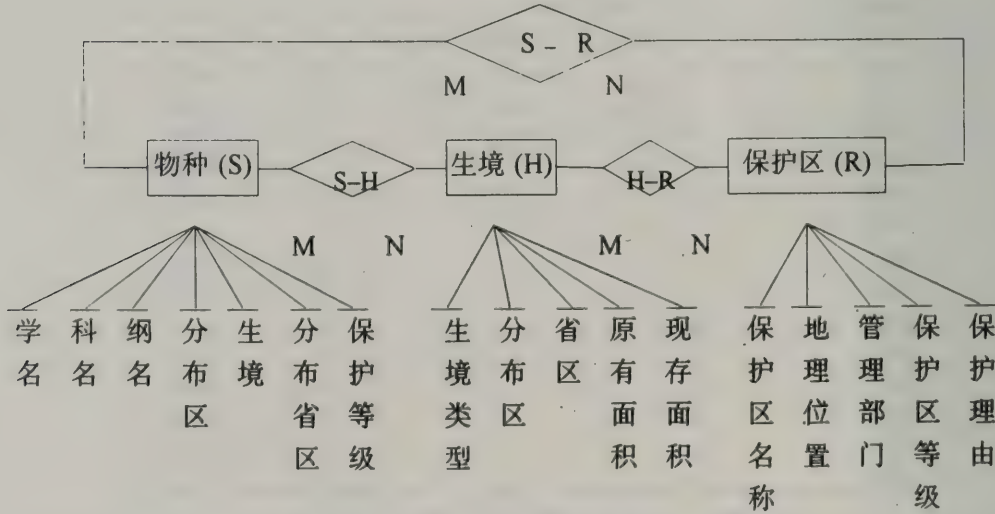 S – R
M N
物种 (S)
S–H
生境 (H)
H–R
保护区 (R)
M N
M N
学名
科名
纲名
分布区
生境
分布省区
保护等级
生境类型
分布区
省区
原有面积
现存面积
保护区名称
地理位置
管理部门
保护区等级
保护理由